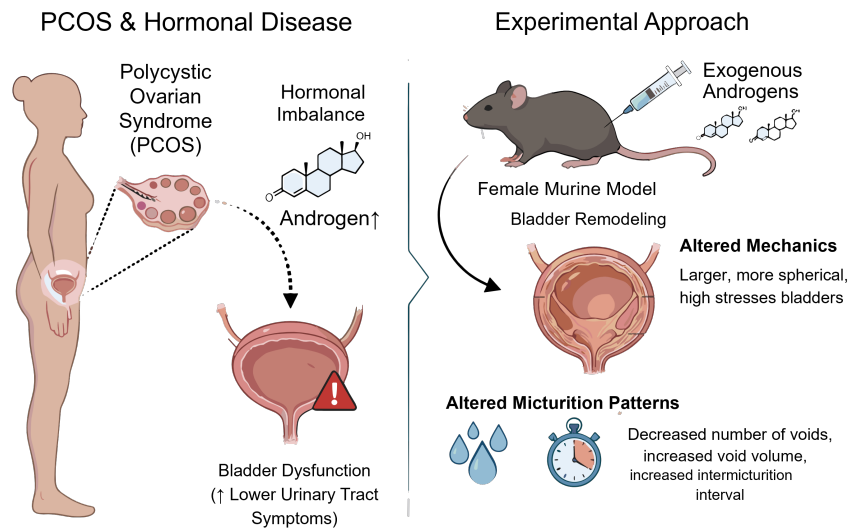 PCOS & Hormonal Disease
Polycystic
Ovarian
Syndrome
(PCOS)
Hormonal
Imbalance
OH
O
Androgen↑
Bladder Dysfunction
(↑ Lower Urinary Tract
Symptoms)
Experimental Approach
Exogenous
Androgens
OH
O
OH
O
Female Murine Model
Bladder Remodeling
Altered Mechanics
Larger, more spherical,
high stresses bladders
Altered Micturition Patterns
Decreased number of voids,
increased void volume,
increased intermicturition
interval